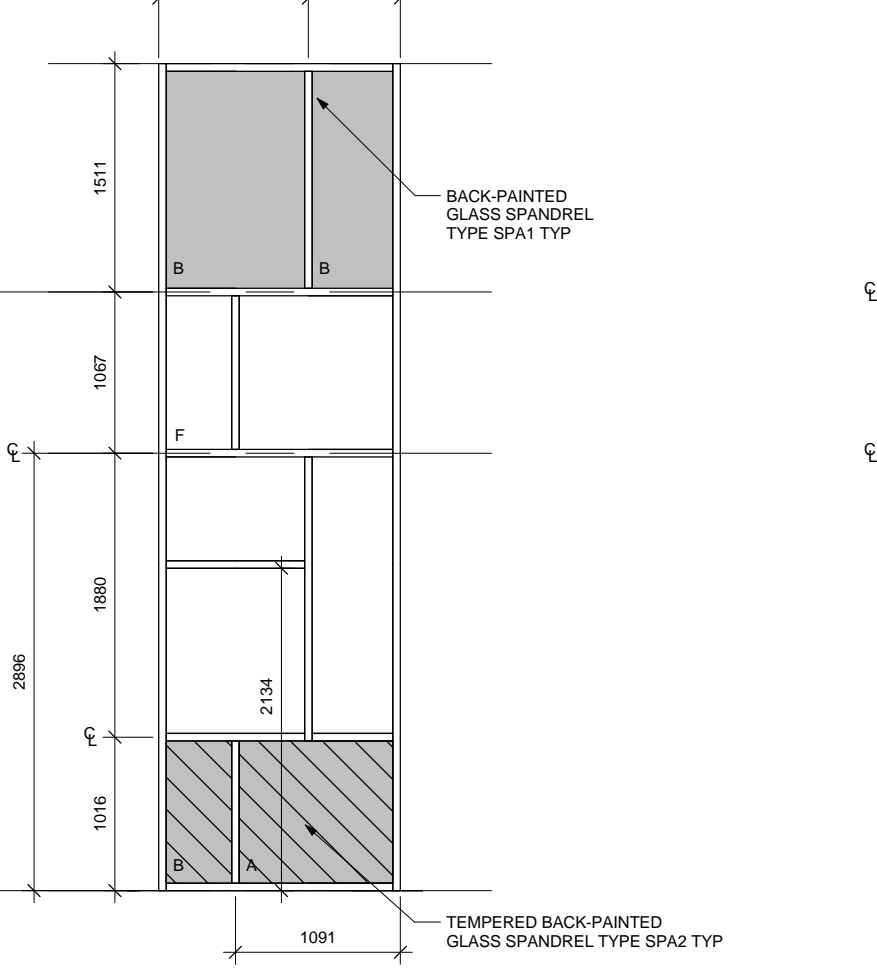 1511
BACK-PAINTED
GLASS SPANDREL
TYPE SPA1 TYP
B
B
℄
1067
F
℄
℄
1880
2896
2134
℄
1016
B
A
TEMPERED BACK-PAINTED
GLASS SPANDREL TYPE SPA2 TYP
1091